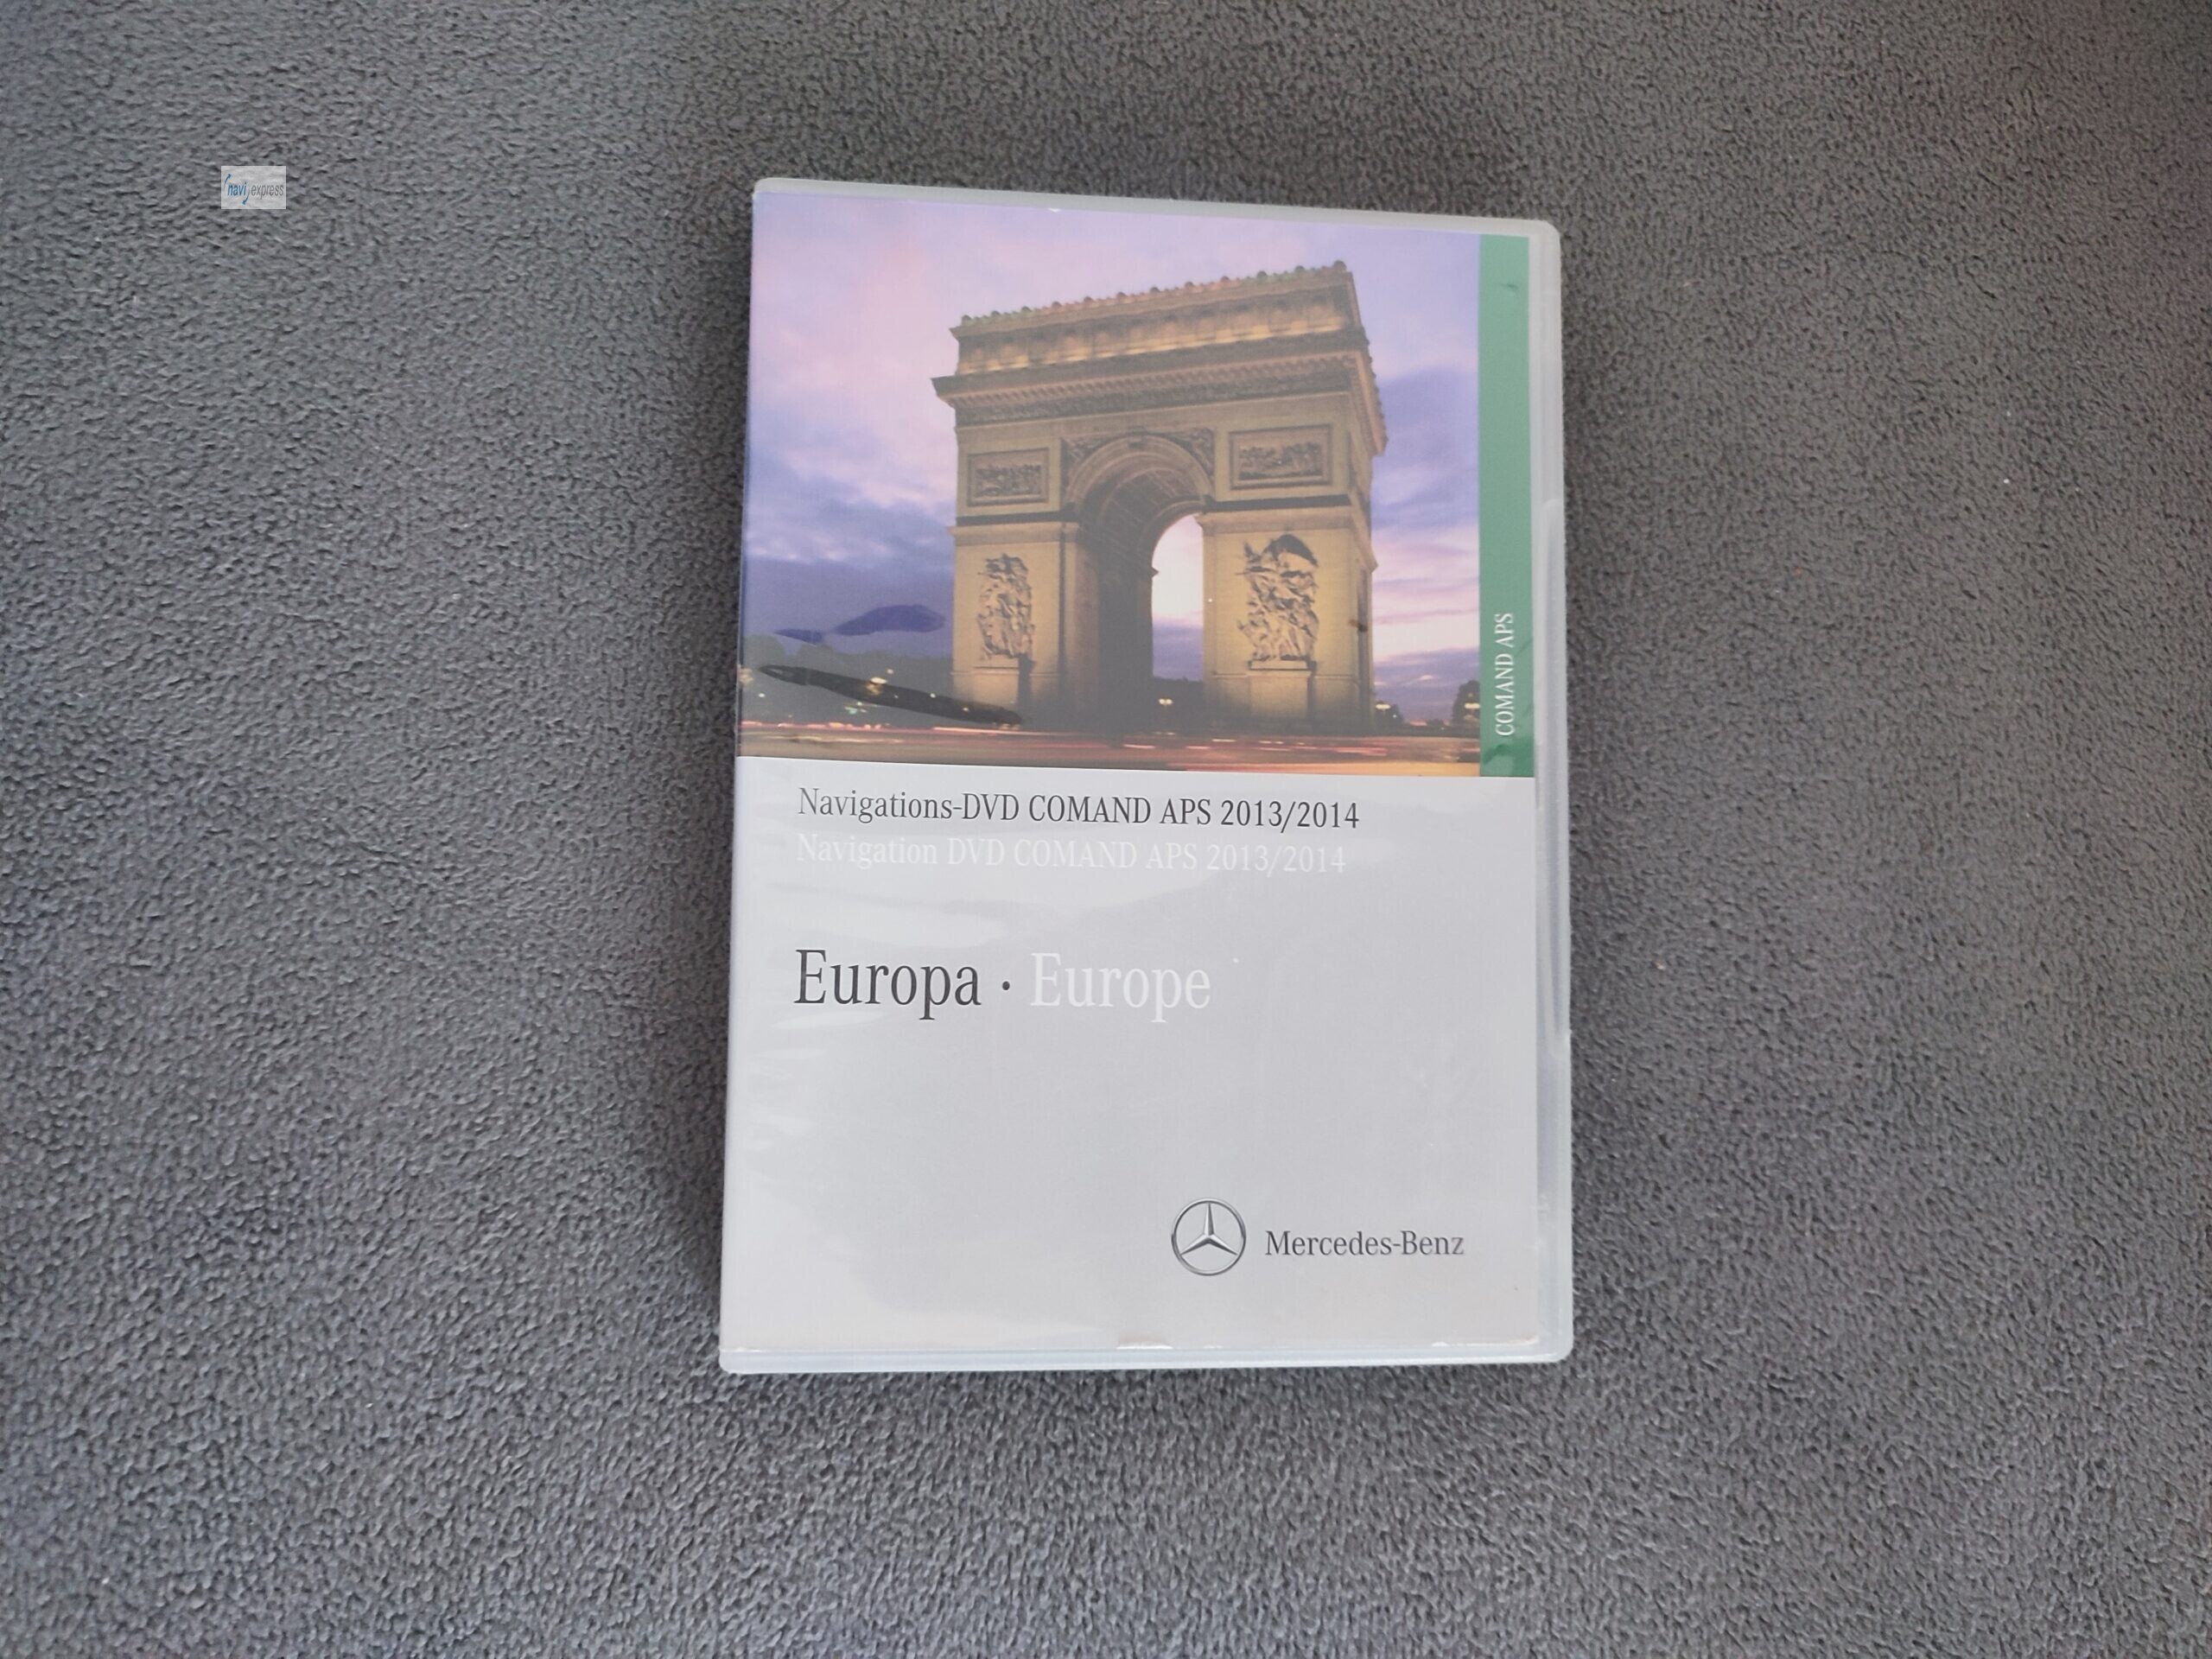 navi express
COMAND APS
Navigations-DVD COMAND APS 2013/2014
Navigation DVD COMAND APS 2013/2014
Europa · Europe
Mercedes-Benz